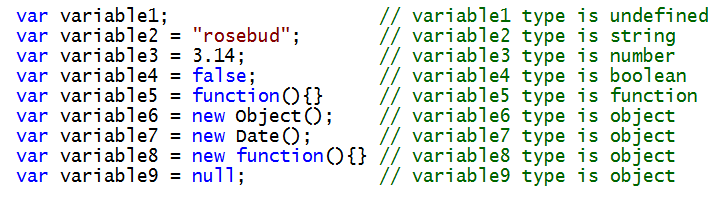 var variable1;                   // variable1 type is undefined
var variable2 = "rosebud";       // variable2 type is string
var variable3 = 3.14;            // variable3 type is number
var variable4 = false;           // variable4 type is boolean
var variable5 = function(){}     // variable5 type is function
var variable6 = new Object();    // variable6 type is object
var variable7 = new Date();      // variable7 type is object
var variable8 = new function(){} // variable8 type is object
var variable9 = null;            // variable9 type is object